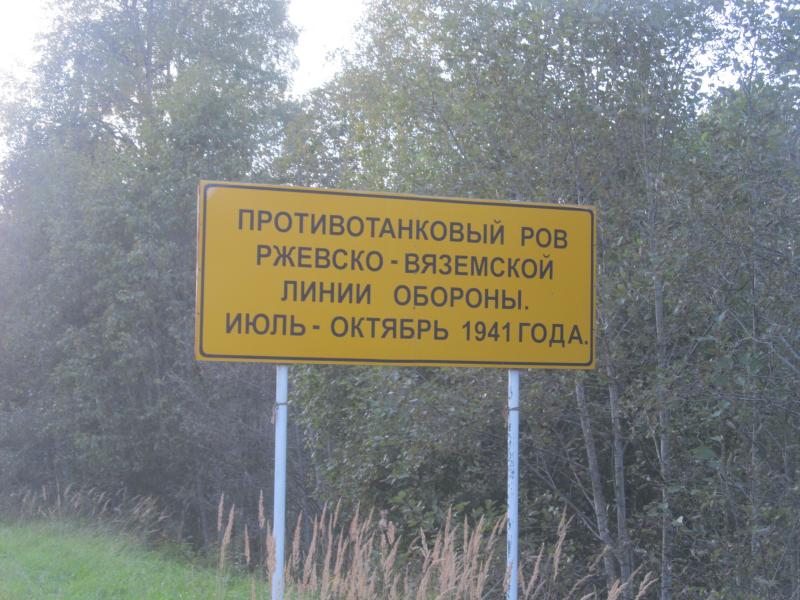 ПРОТИВОТАНКОВЫЙ РОВ
РЖЕВСКО - ВЯЗЕМСКОЙ
ЛИНИИ ОБОРОНЫ.
ИЮЛЬ - ОКТЯБРЬ 1941 ГОДА.